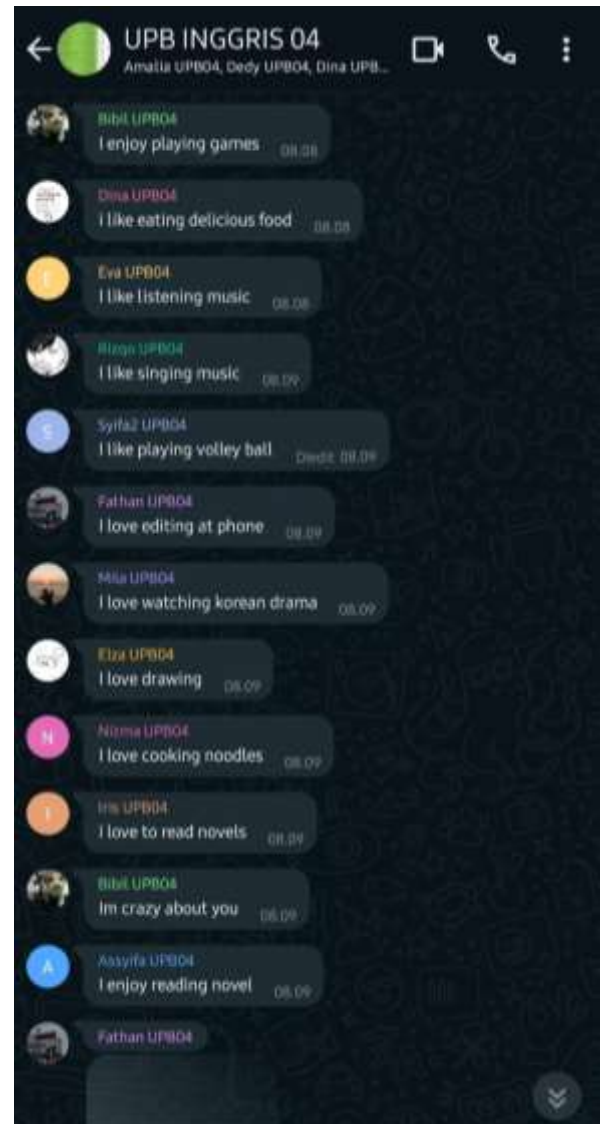 UPB INGGRIS 04
Amalia UPB04, Dedy UPB04, Dina UPB...
Bibil UPB04
I enjoy playing games 08.08
Dina UPB04
i like eating delicious food 08.08
E
Eva UPB04
I like listening music 08.08
Rizqo UPB04
I like singing music 08.09
S
Syifa2 UPB04
I like playing volley ball Diedit 08.09
Fathan UPB04
I love editing at phone 08.09
Mila UPB04
I love watching korean drama 08.09
Elza UPB04
I love drawing 08.09
N
Nizma UPB04
I love cooking noodles 08.09
I
Iris UPB04
I love to read novels 08.09
Bibil UPB04
Im crazy about you 08.09
A
Assyifa UPB04
I enjoy reading novel 08.09
Fathan UPB04